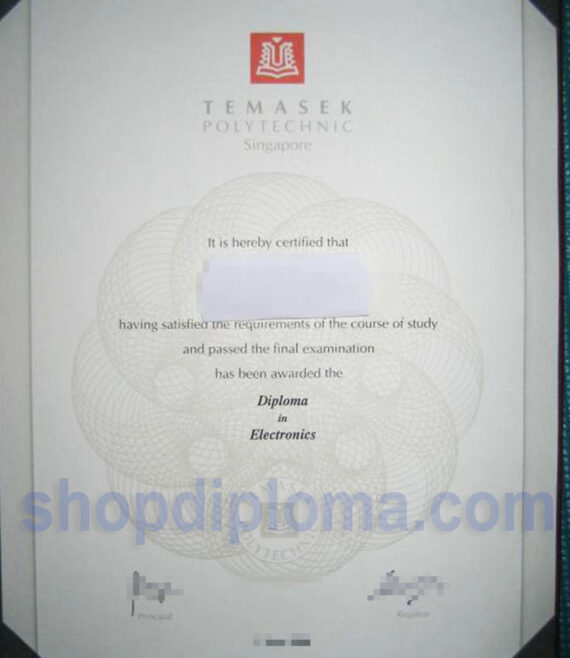 TEMASEK
POLYTECHNIC
Singapore
It is hereby certified that
having satisfied the requirements of the course of study
and passed the final examination
has been awarded the
Diploma
in
Electronics
shopdiploma.com
POLYTECHNIC
Principal
Registrar